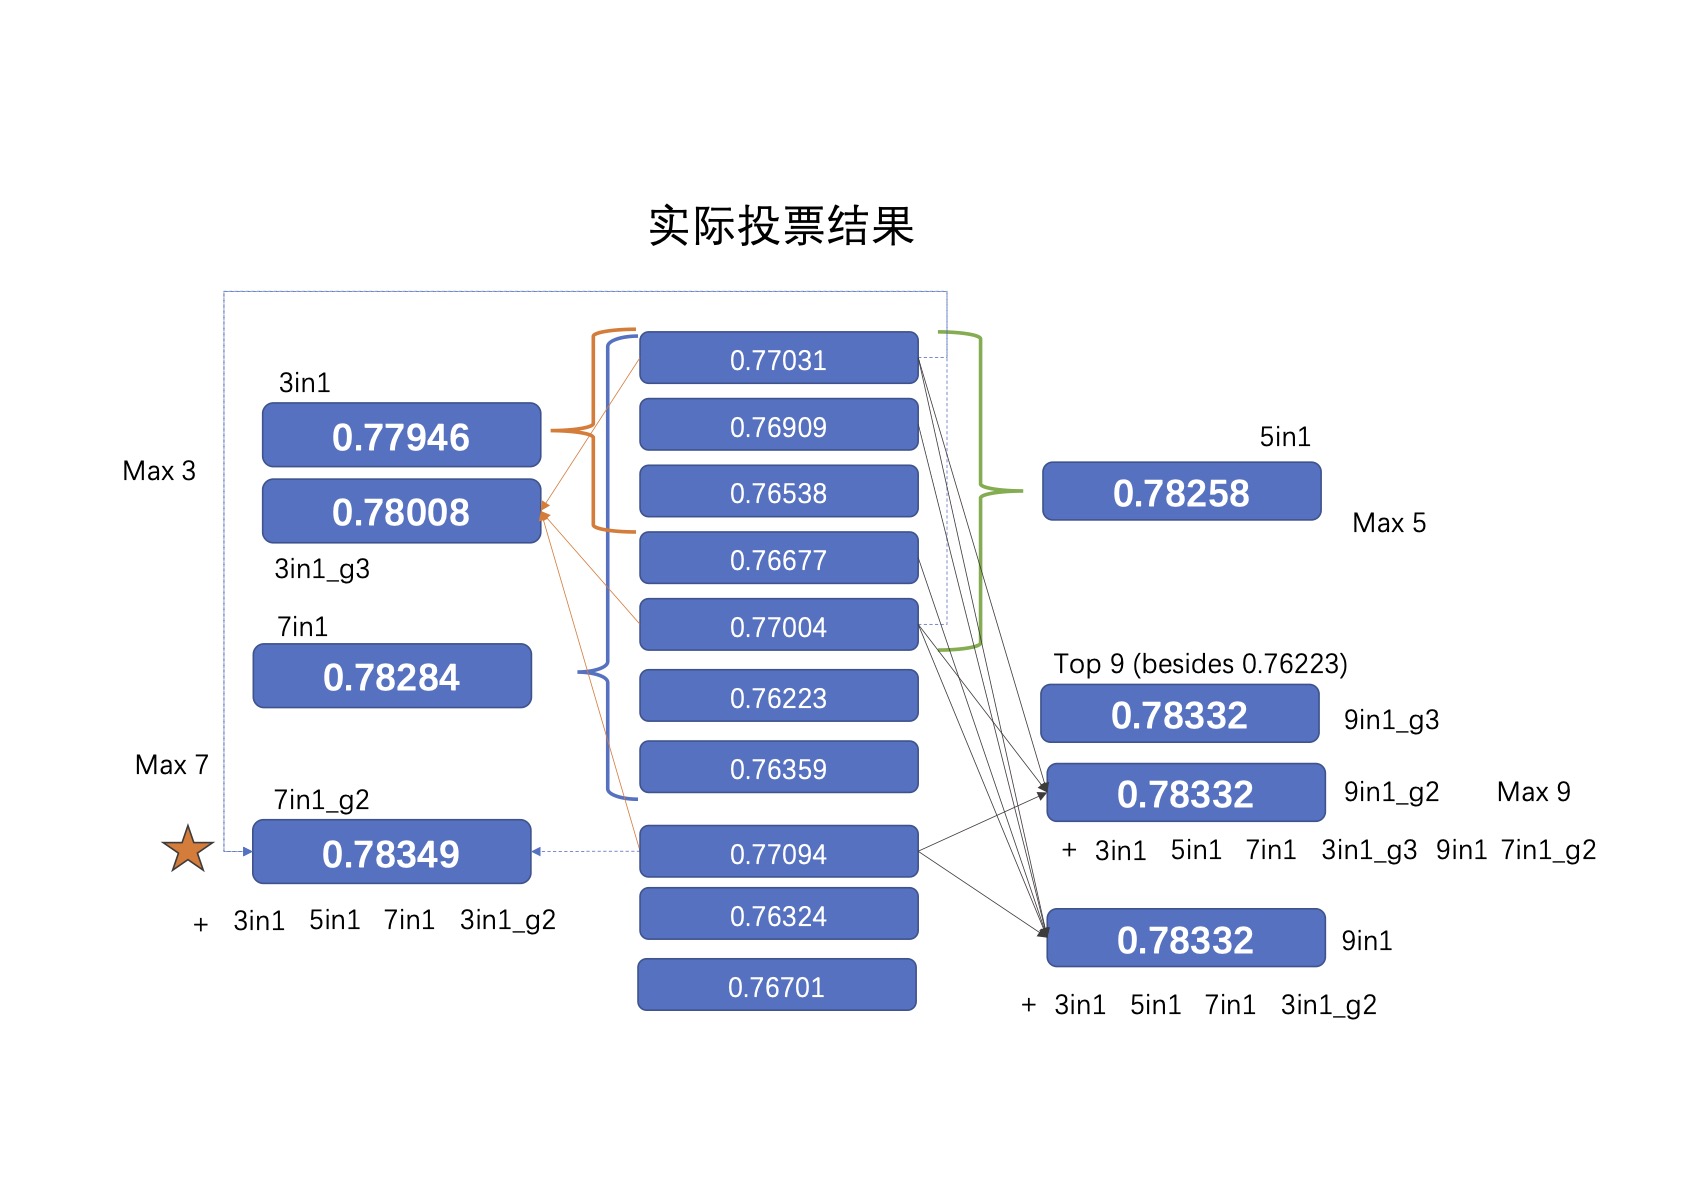 实际投票结果
3in1
0.77946
Max 3
0.78008
3in1_g3
7in1
0.78284
Max 7
7in1_g2
0.78349
+ 3in1 5in1 7in1 3in1_g2
0.77031
0.76909
0.76538
0.76677
0.77004
0.76223
0.76359
0.77094
0.76324
0.76701
5in1
0.78258
Max 5
Top 9 (besides 0.76223)
0.78332 9in1_g3
0.78332 9in1_g2 Max 9
+ 3in1 5in1 7in1 3in1_g3 9in1 7in1_g2
0.78332 9in1
+ 3in1 5in1 7in1 3in1_g2